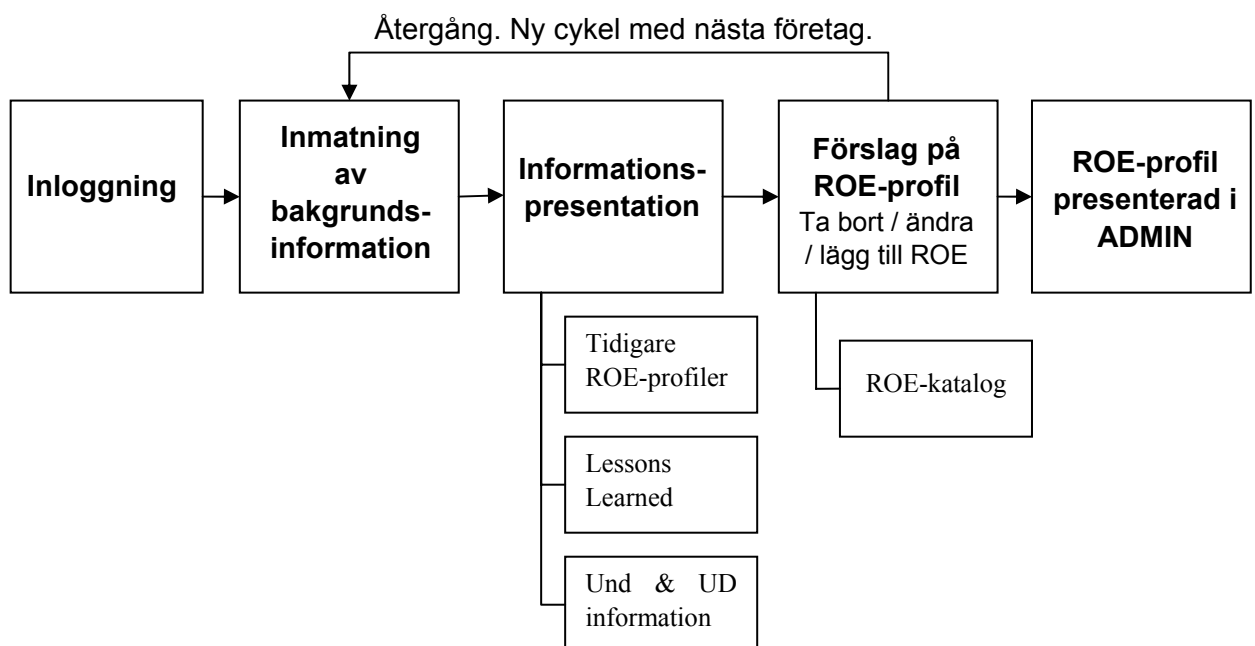 Återgång. Ny cykel med nästa företag.
Inloggning
Inmatning
av
bakgrunds-
information
Informations-
presentation
Förslag på
ROE-profil
Ta bort / ändra
/ lägg till ROE
ROE-profil
presenterad i
ADMIN
Tidigare
ROE-profiler
Lessons
Learned
Und & UD
information
ROE-katalog